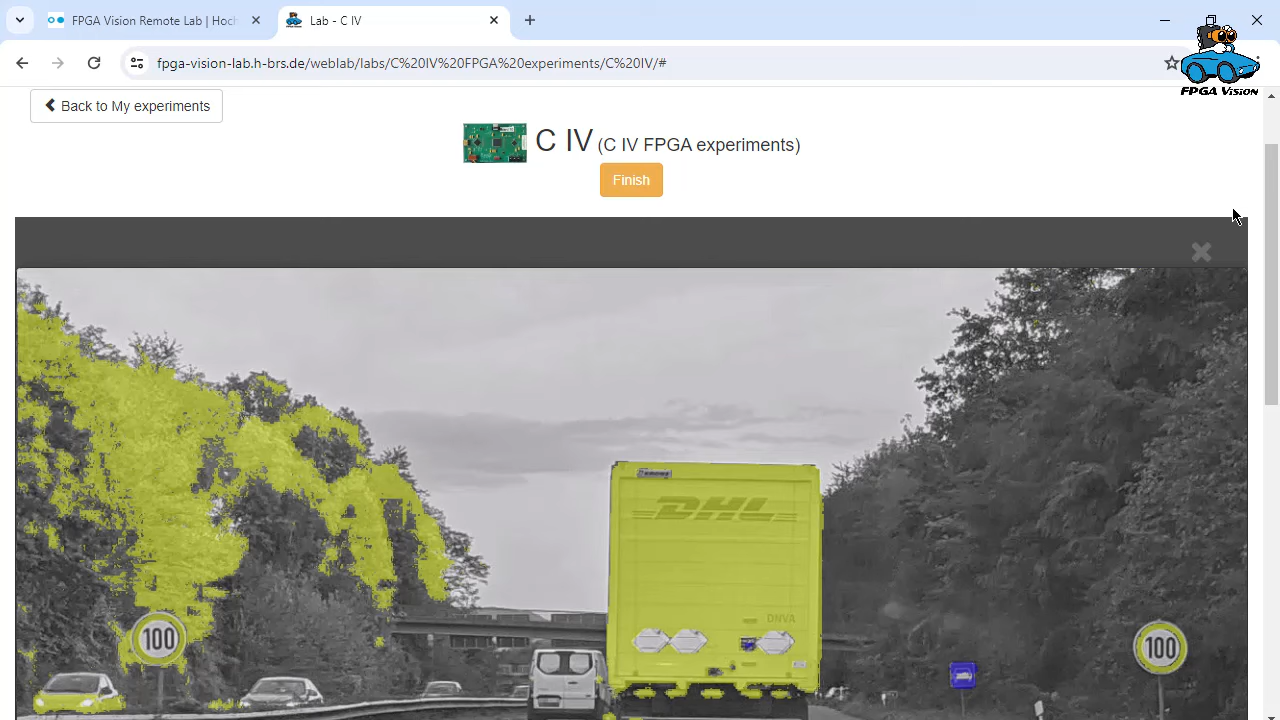 FPGA Vision Remote Lab | Hoch
Lab - C IV
fpga-vision-lab.h-brs.de/weblab/labs/C%20IV%20FPGA%20experiments/C%20IV/#
FPGA VISION
Back to My experiments
C IV (C IV FPGA experiments)
Finish
DHL
DNVA
100
100